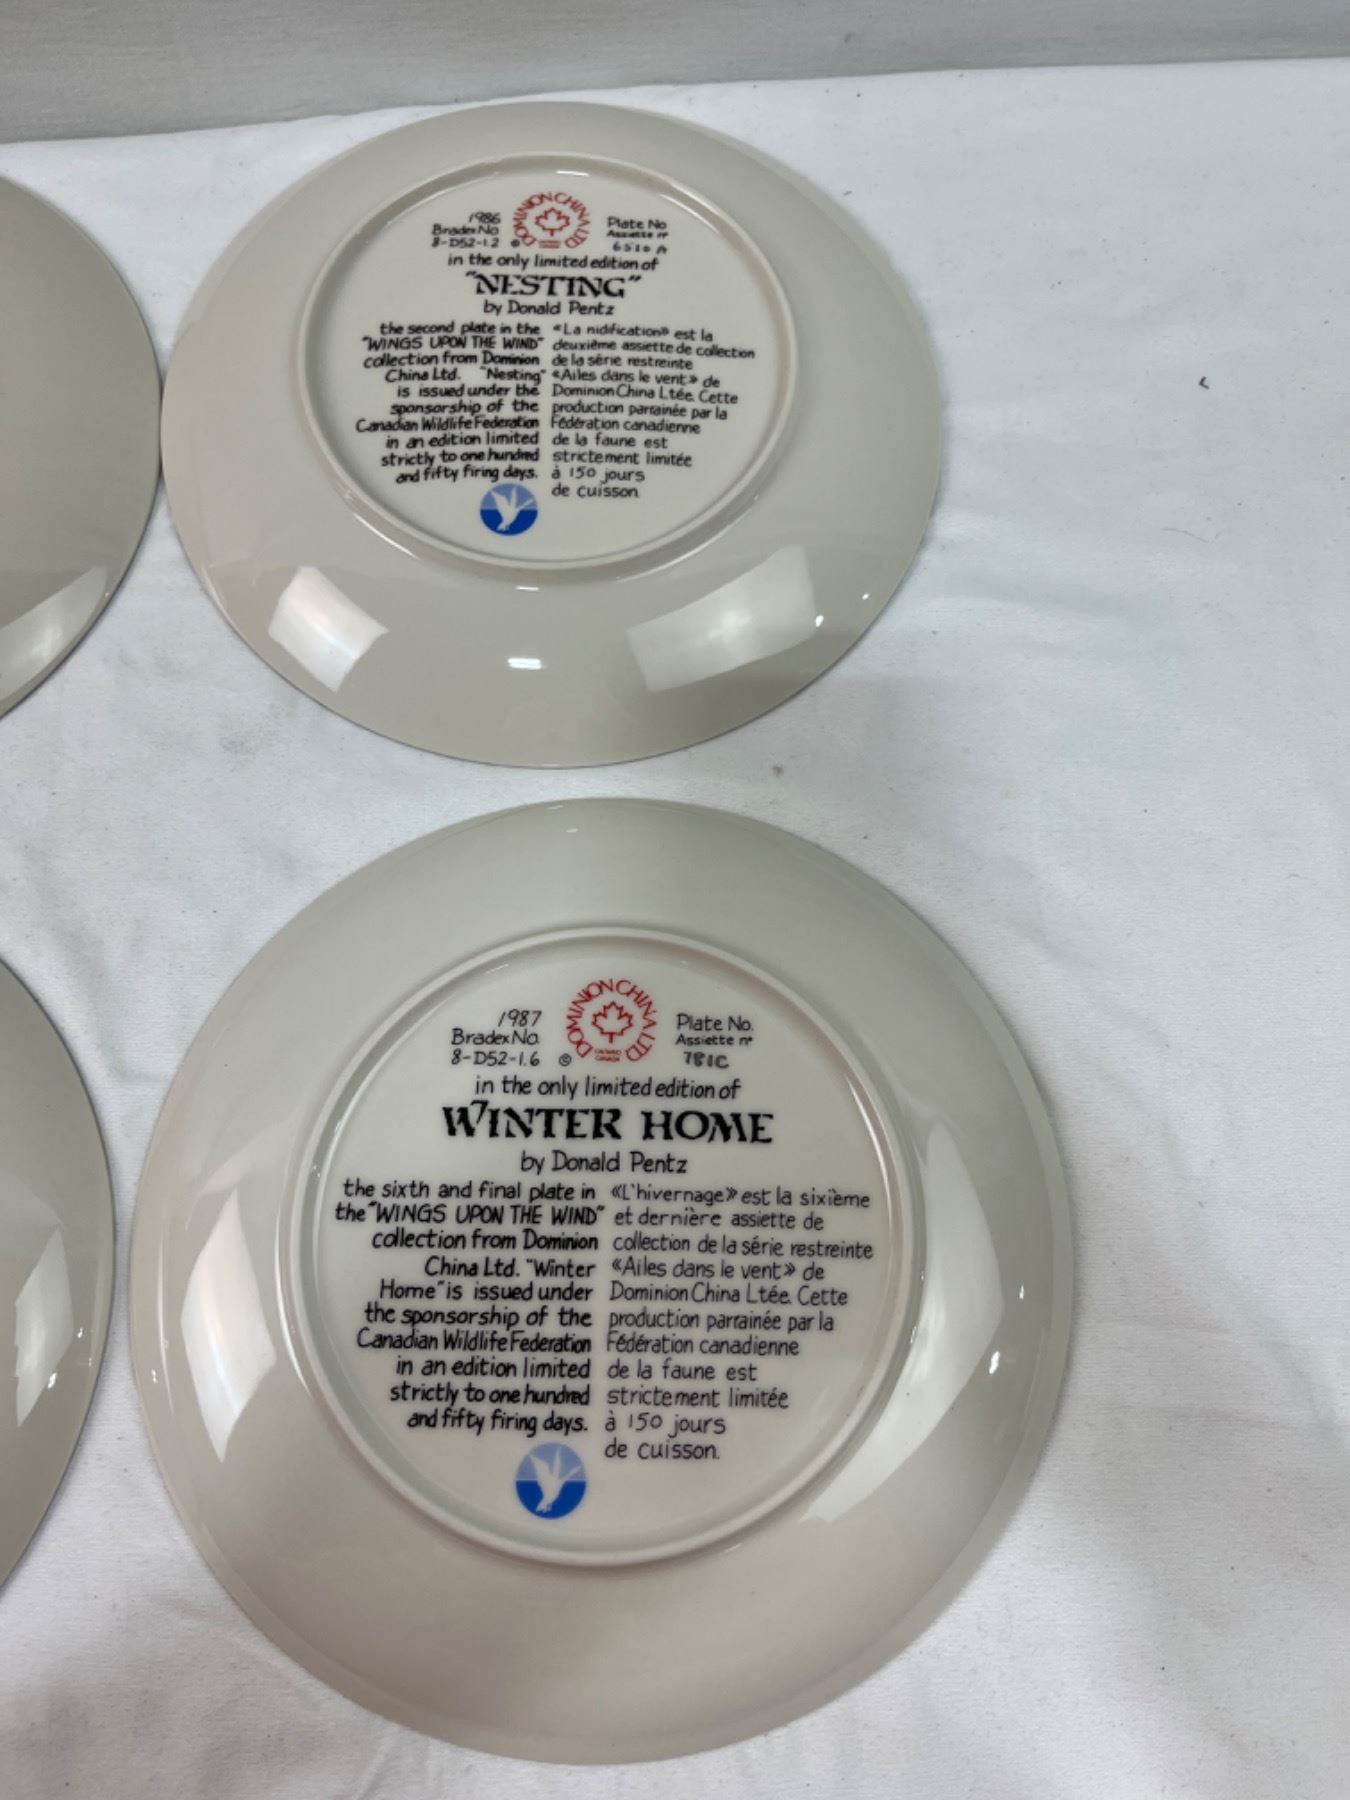 1986
Bradex No.
8-D52-1.2 ©
DOMINION CHINA LTD
ONTARIO
CANADA
Plate No
Assiette nº
6510 A
in the only limited edition of
"NESTING"
by Donald Pentz
the second plate in the
"WINGS UPON THE WIND"
collection from Dominion
China Ltd. "Nesting"
is issued under the
sponsorship of the
Canadian Wildlife Federation
in an edition limited
strictly to one hundred
and fifty firing days.
«La nidification» est la
deuxième assiette de collection
de la série restreinte
«Ailes dans le vent» de
Dominion China Ltée. Cette
production parrainée par la
Fédération canadienne
de la faune est
strictement limitée
à 150 jours
de cuisson.
1987
Bradex No.
8-D52-1.6 ©
DOMINION CHINA LTD
ONTARIO
CANADA
Plate No.
Assiette nº
781C
in the only limited edition of
WINTER HOME
by Donald Pentz
the sixth and final plate in
the "WINGS UPON THE WIND"
collection from Dominion
China Ltd. "Winter
Home" is issued under
the sponsorship of the
Canadian Wildlife Federation
in an edition limited
strictly to one hundred
and fifty firing days.
«L'hivernage» est la sixième
et dernière assiette de
collection de la série restreinte
«Ailes dans le vent» de
Dominion China Ltée. Cette
production parrainée par la
Fédération canadienne
de la faune est
strictement limitée
à 150 jours
de cuisson.